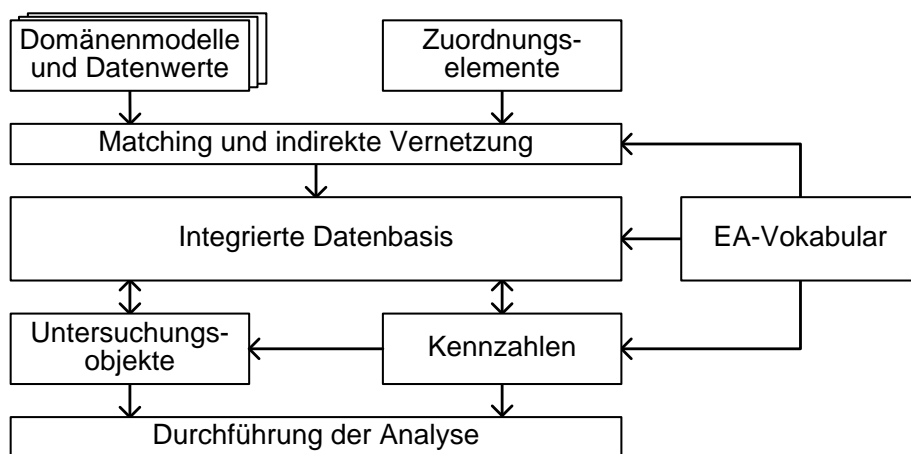 Domänenmodelle
und Datenwerte
Zuordnungs-
elemente
Matching und indirekte Vernetzung
Integrierte Datenbasis
EA-Vokabular
Untersuchungs-
objekte
Kennzahlen
Durchführung der Analyse